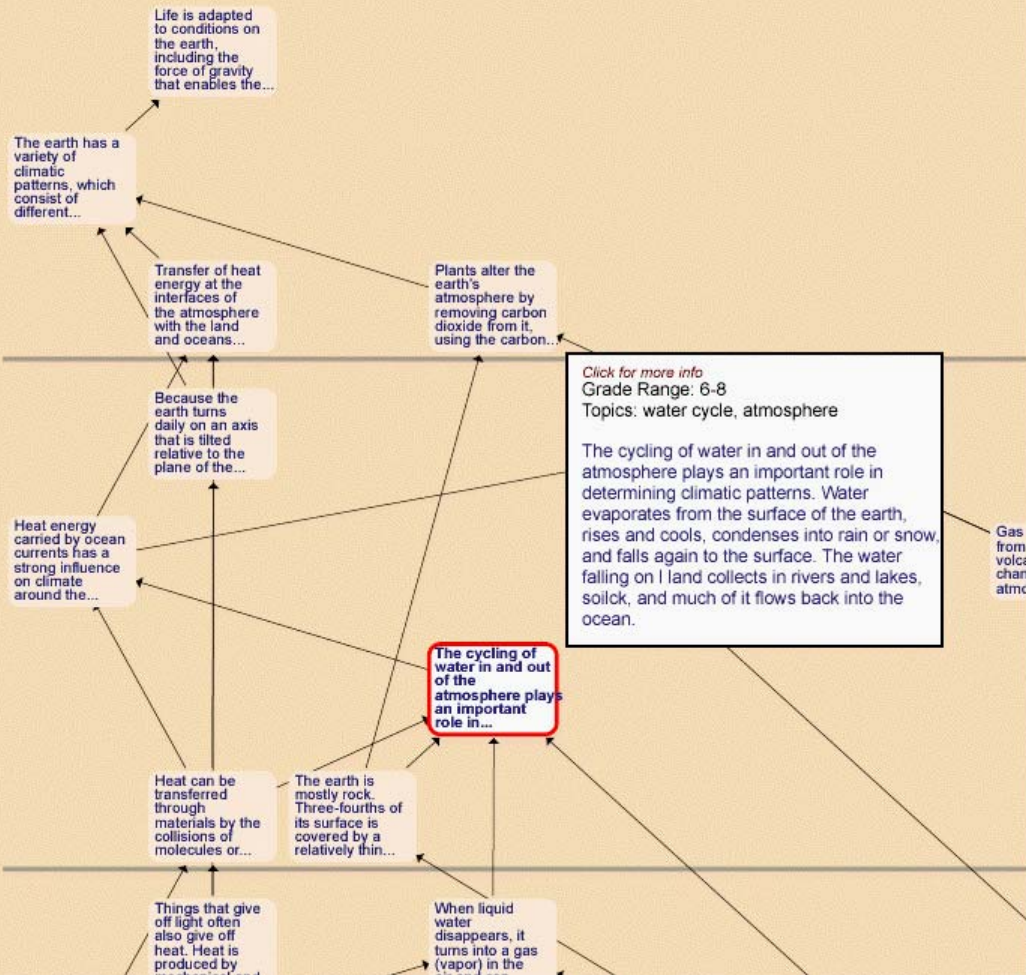 Life is adapted
to conditions on
the earth,
including the
force of gravity
that enables the...
The earth has a
variety of
climatic
patterns, which
consist of
different...
Transfer of heat
energy at the
interfaces of
the atmosphere
with the land
and oceans...
Plants alter the
earth's
atmosphere by
removing carbon
dioxide from it,
using the carbon...
Click for more info
Grade Range: 6-8
Topics: water cycle, atmosphere
The cycling of water in and out of the
atmosphere plays an important role in
determining climatic patterns. Water
evaporates from the surface of the earth,
rises and cools, condenses into rain or snow,
and falls again to the surface. The water
falling on l land collects in rivers and lakes,
soilck, and much of it flows back into the
ocean.
Because the
earth turns
daily on an axis
that is tilted
relative to the
plane of the...
Heat energy
carried by ocean
currents has a
strong influence
on climate
around the...
Gas
from
The cycling of
water in and out
of the
atmosphere plays
an important
role in...
Heat can be
transferred
through
materials by the
collisions of
molecules or...
The earth is
mostly rock.
Three-fourths of
its surface is
covered by a
relatively thin...
Things that give
off light often
also give off
heat. Heat is
produced by
When liquid
water
disappears, it
turns into a gas
(vapor) in the